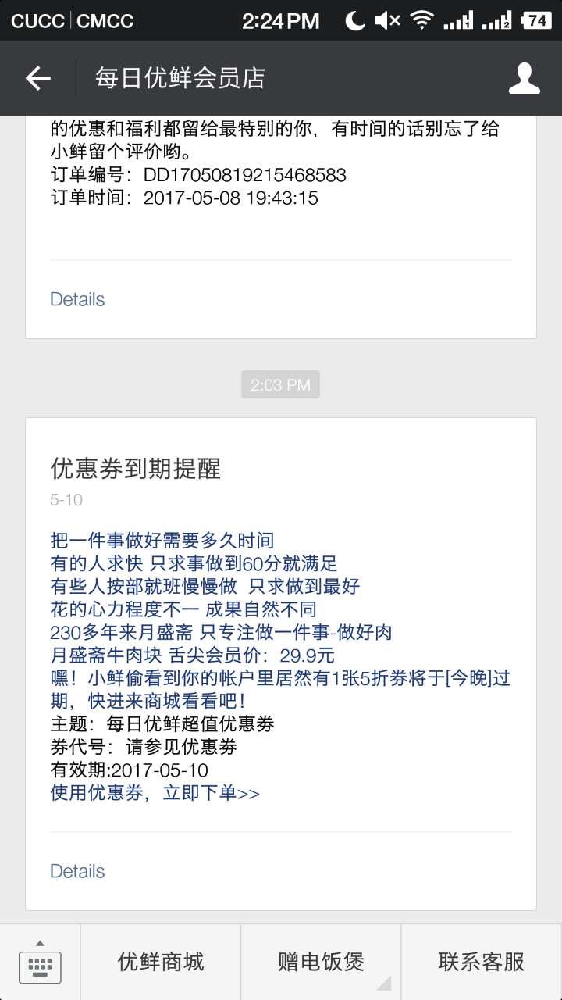 CUCC|CMCC 2:24PM 1 2 74
每日优鲜会员店
的优惠和福利都留给最特别的你，有时间的话别忘了给
小鲜留个评价哟。
订单编号：DD17050819215468583
订单时间：2017-05-08 19:43:15
Details
2:03 PM
优惠券到期提醒
5-10
把一件事做好需要多久时间
有的人求快 只求事做到60分就满足
有些人按部就班慢慢做  只求做到最好
花的心力程度不一 成果自然不同
230多年来月盛斋 只专注做一件事-做好肉
月盛斋牛肉块 舌尖会员价：29.9元
嘿！小鲜偷看到你的帐户里居然有1张5折券将于[今晚]过
期，快进来商城看看吧！
主题：每日优鲜超值优惠券
券代号：请参见优惠券
有效期:2017-05-10
使用优惠券，立即下单>>
Details
优鲜商城 赠电饭煲 联系客服